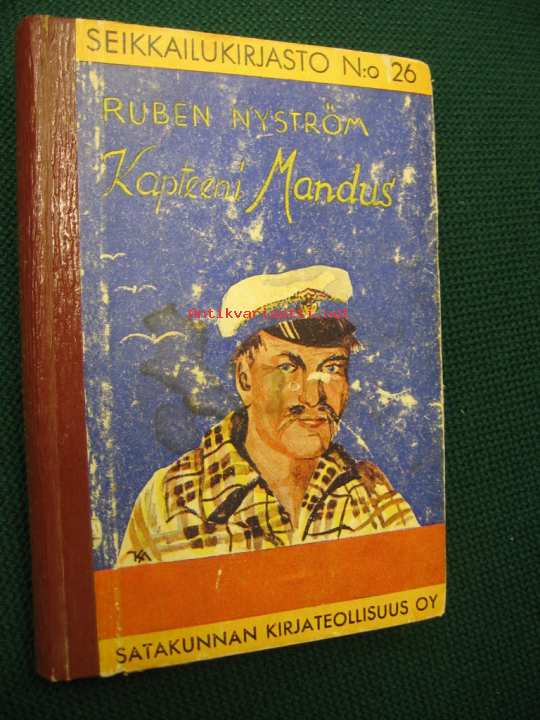 SEIKKAILUKIRJASTO N:o 26
RUBEN NYSTRÖM
Kapteeni Mandus
Antikvariaatti.net
SATAKUNNAN KIRJATEOLLISUUS OY